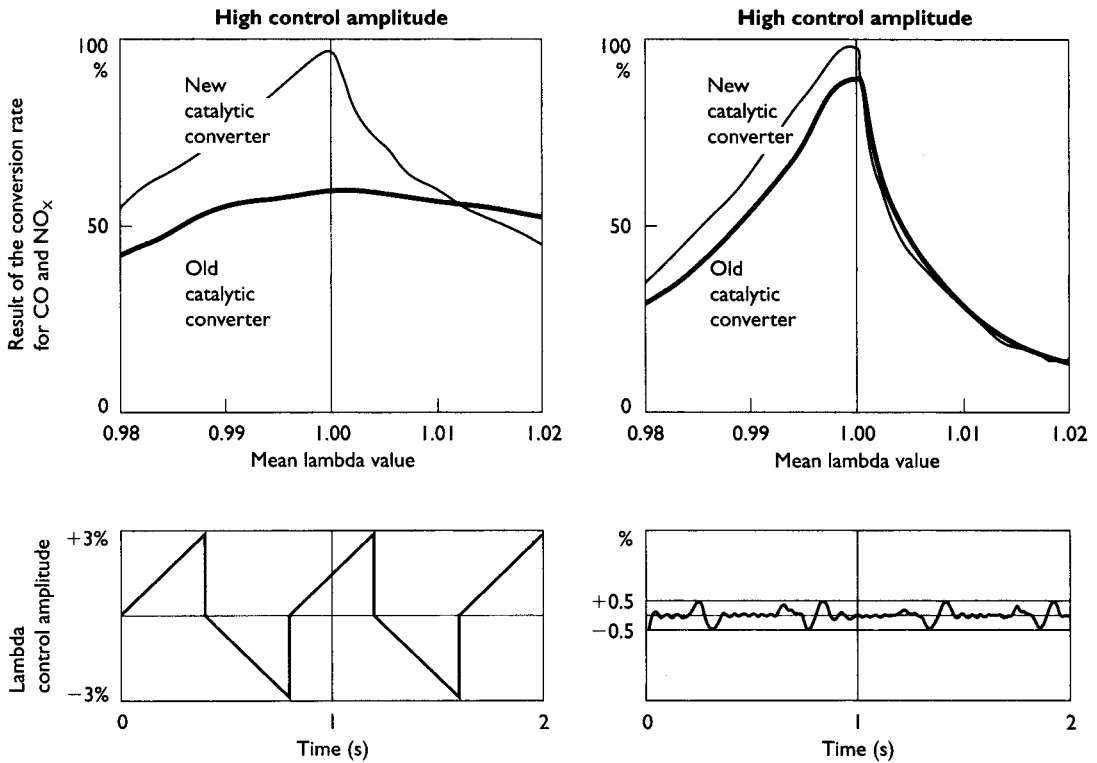 High control amplitude
100
%
50
0
Result of the conversion rate
for CO and NOx
New
catalytic
converter
Old
catalytic
converter
0.98
0.99
1.00
1.01
1.02
Mean lambda value
High control amplitude
100
%
50
0
New
catalytic
converter
Old
catalytic
converter
0.98
0.99
1.00
1.01
1.02
Mean lambda value
Lambda
control amplitude
+3%
−3%
0
1
2
Time (s)
%
+0.5
−0.5
0
1
2
Time (s)